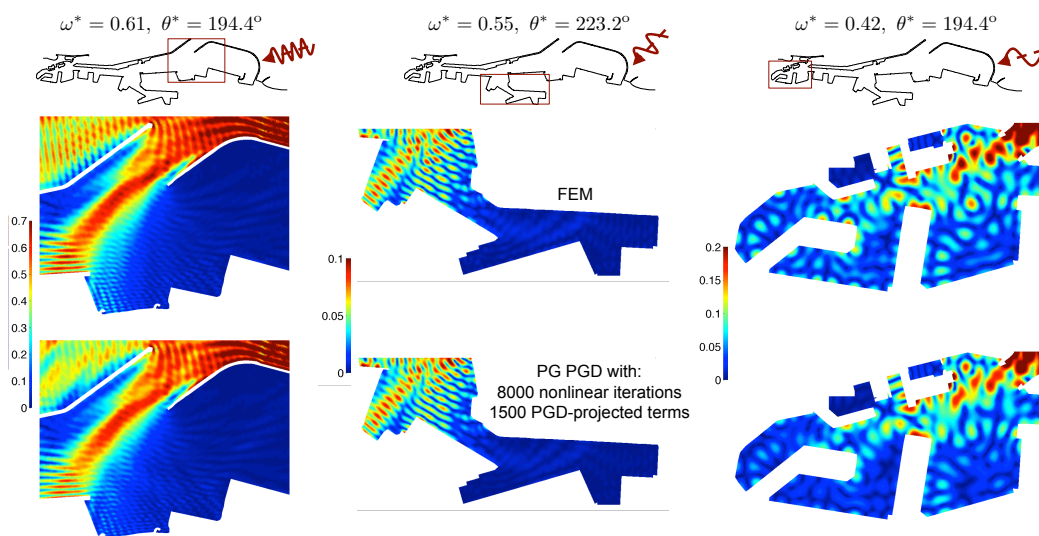 ω* = 0.61, θ* = 194.4°
ω* = 0.55, θ* = 223.2°
ω* = 0.42, θ* = 194.4°
FEM
0.7
0.6
0.5
0.4
0.3
0.2
0.1
0
0.1
0.05
0
0.2
0.15
0.1
0.05
0
PG PGD with:
8000 nonlinear iterations
1500 PGD-projected terms